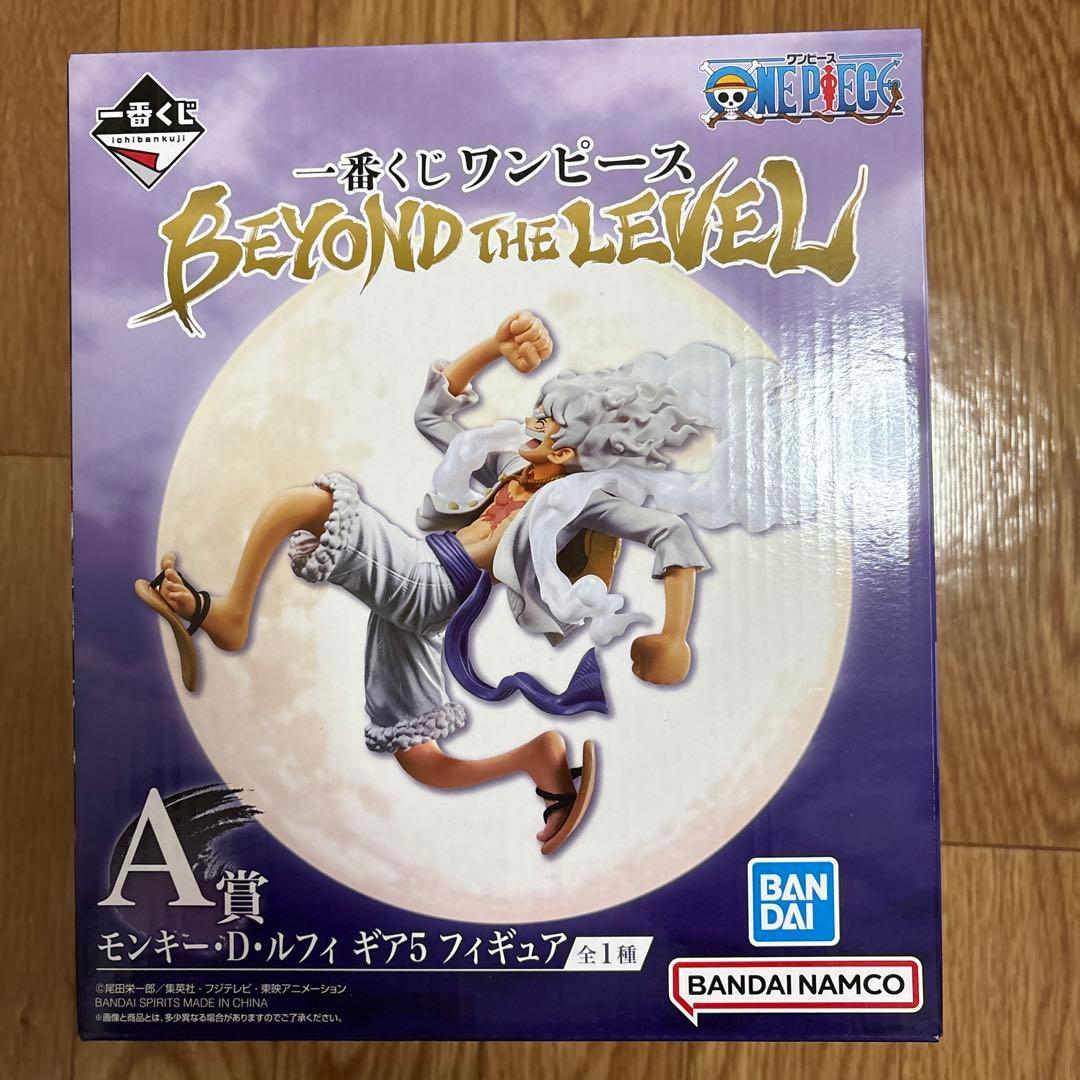 一番くじ
ichibankuji
ワンピース
ONE PIECE
一番くじ ワンピース
BEYOND THE LEVEL
A賞
モンキー・D・ルフィ ギア5 フィギュア 全1種
©尾田栄一郎／集英社・フジテレビ・東映アニメーション
BANDAI SPIRITS MADE IN CHINA
※画像と商品とは、多少異なる場合がありますのでご了承ください。
BAN
DAI
BANDAI NAMCO